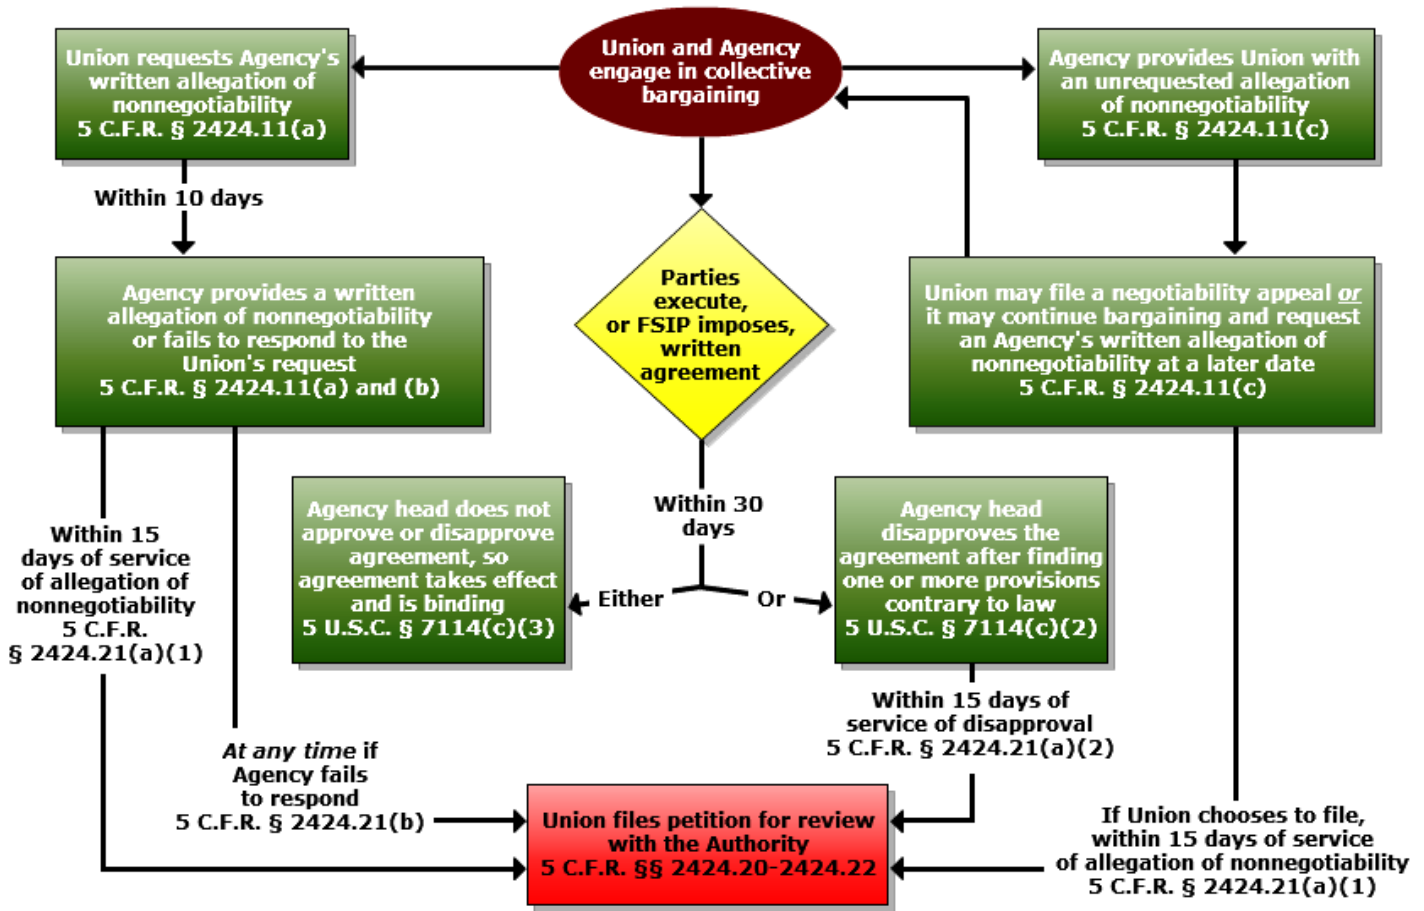 Union requests Agency's
written allegation of
nonnegotiability
5 C.F.R. § 2424.11(a)
Union and Agency
engage in collective
bargaining
Agency provides Union with
an unrequested allegation
of nonnegotiability
5 C.F.R. § 2424.11(c)
Within 10 days
Agency provides a written
allegation of nonnegotiability
or fails to respond to the
Union's request
5 C.F.R. § 2424.11(a) and (b)
Parties
execute,
or FSIP imposes,
written
agreement
Union may file a negotiability appeal or
it may continue bargaining and request
an Agency's written allegation of
nonnegotiability at a later date
5 C.F.R. § 2424.11(c)
Within 15
days of service
of allegation of
nonnegotiability
5 C.F.R.
§ 2424.21(a)(1)
Agency head does not
approve or disapprove
agreement, so
agreement takes effect
and is binding
5 U.S.C. § 7114(c)(3)
Within 30
days
Either
Or
Agency head
disapproves the
agreement after finding
one or more provisions
contrary to law
5 U.S.C. § 7114(c)(2)
At any time if
Agency fails
to respond
5 C.F.R. § 2424.21(b)
Within 15 days of
service of disapproval
5 C.F.R. § 2424.21(a)(2)
Union files petition for review
with the Authority
5 C.F.R. §§ 2424.20-2424.22
If Union chooses to file,
within 15 days of service
of allegation of nonnegotiability
5 C.F.R. § 2424.21(a)(1)